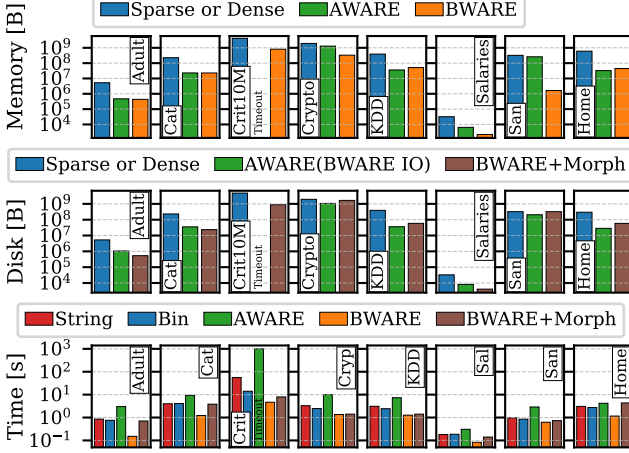 Sparse or Dense AWARE BWARE
Memory [B]
10^9
10^8
10^7
10^6
10^5
10^4
Adult
Cat
Crit10M
Timeout
Crypto
KDD
Salaries
San
Home
Sparse or Dense AWARE(BWARE IO) BWARE+Morph
Disk [B]
10^9
10^8
10^7
10^6
10^5
10^4
Adult
Cat
Crit10M
Timeout
Crypto
KDD
Salaries
San
Home
String Bin AWARE BWARE BWARE+Morph
Time [s]
10^3
10^2
10^1
10^0
10^-1
Adult
Cat
Crit
Timeout
Cryp
KDD
Sal
San
Home